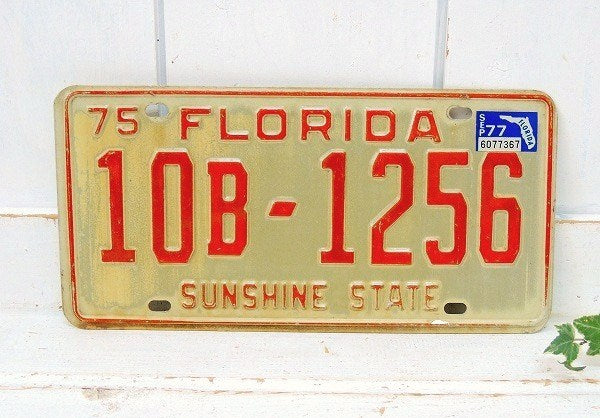 75 FLORIDA
SEP 77 FLORIDA
6077367
10B-1256
SUNSHINE STATE